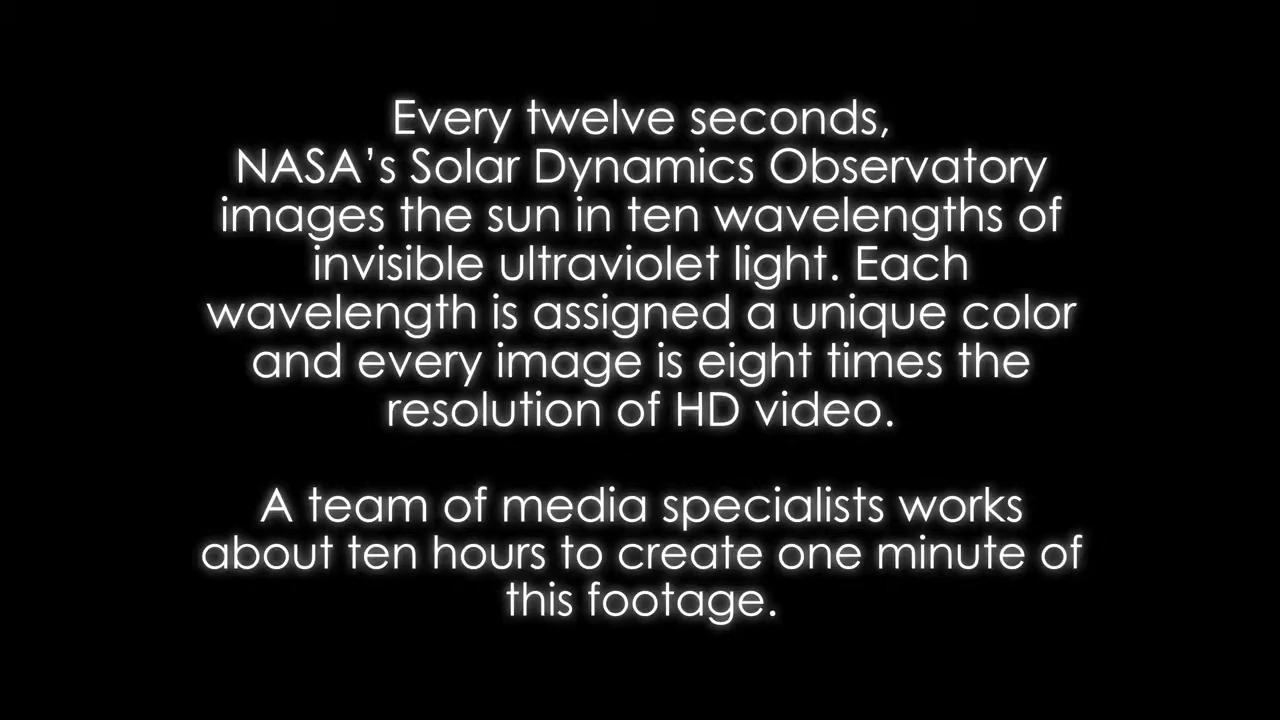 Every twelve seconds,
NASA’s Solar Dynamics Observatory
images the sun in ten wavelengths of
invisible ultraviolet light. Each
wavelength is assigned a unique color
and every image is eight times the
resolution of HD video.
A team of media specialists works
about ten hours to create one minute of
this footage.